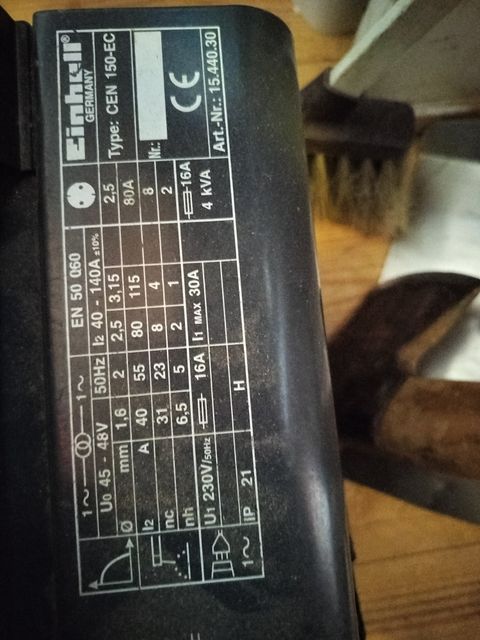 Einhell
GERMANY
Type: CEN 150-EC
Nr.:
CE
Art.-Nr.: 15.440.30
1~ 1~ EN 50 060
U0 45 - 48V 50Hz I2 40 - 140A ±10%
Ø mm 1,6 2 2,5 3,15 2,5
I2 A 40 55 80 115 80A
nc 31 23 8 4 8
nh 6,5 5 2 1 2
U1 230V/50Hz 16A I1 MAX 30A 16A
4 kVA
1~ IP 21 H